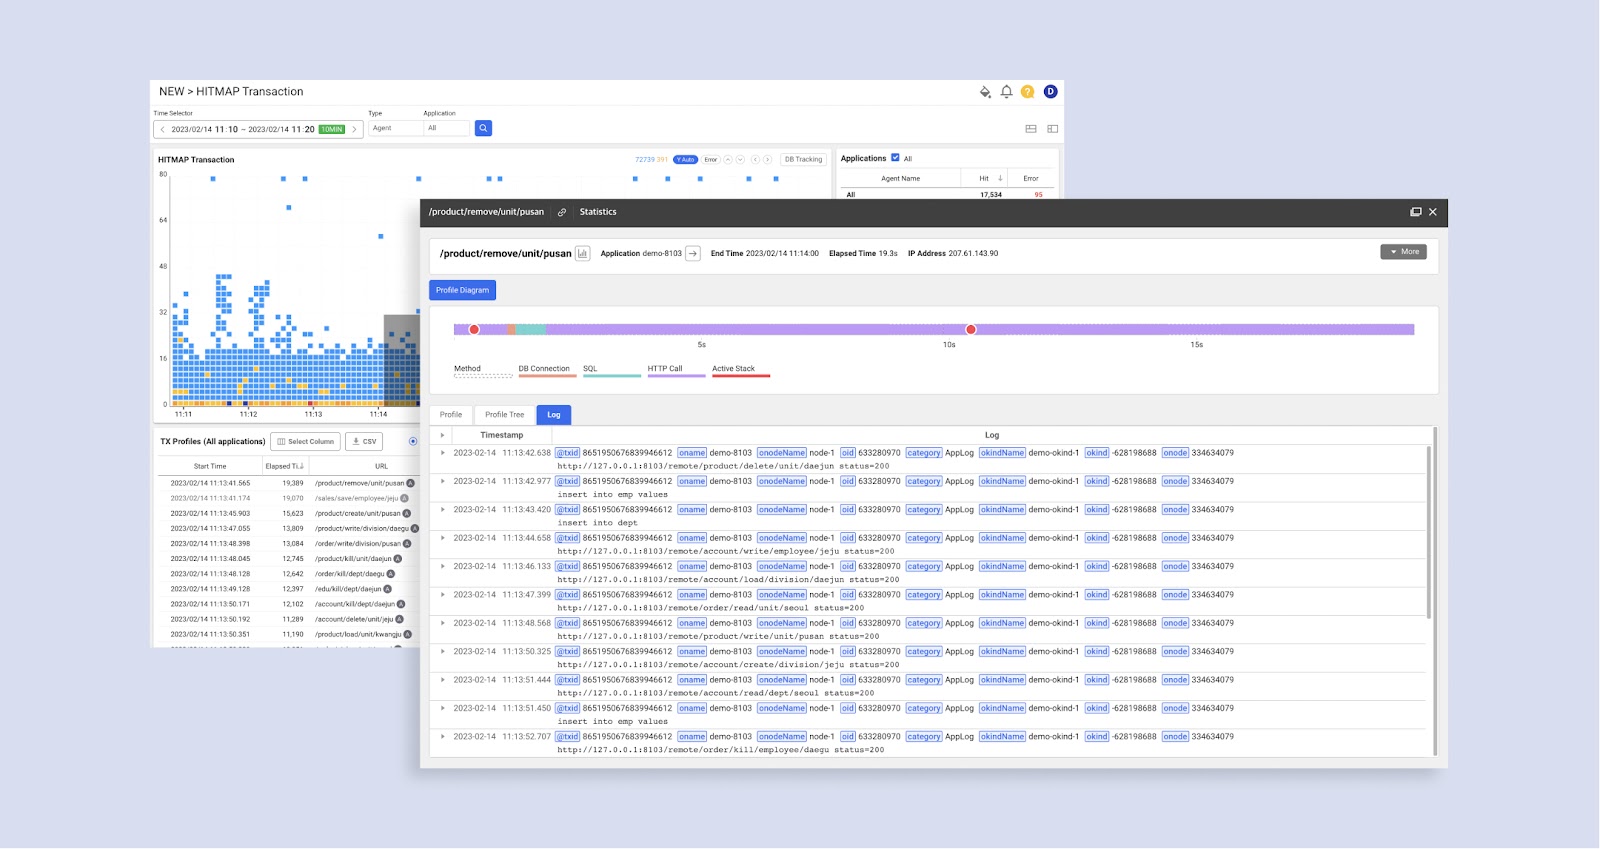 NEW > HITMAP Transaction
D
Time Selector Type Application
2023/02/14 11:10 ~ 2023/02/14 11:20 10MIN Agent All
HITMAP Transaction 72739 391 Y Auto Error DB Tracking
80
64
48
32
16
0
11:11 11:12 11:13 11:14
Applications All
Agent Name Hit Error
All 17,534 95
TX Profiles (All applications) Select Column CSV
Start Time Elapsed Ti.. URL
2023/02/14 11:13:41.565 19,389 /product/remove/unit/pusan A
2023/02/14 11:13:41.174 19,070 /sales/save/employee/jeju A
2023/02/14 11:13:45.903 15,623 /product/create/unit/pusan A
2023/02/14 11:13:47.055 13,809 /product/write/division/daegu A
2023/02/14 11:13:48.398 13,084 /order/write/division/pusan A
2023/02/14 11:13:48.045 12,745 /product/kill/unit/daejun A
2023/02/14 11:13:48.128 12,642 /order/kill/dept/daegu A
2023/02/14 11:13:49.128 12,397 /edu/kill/dept/daejun A
2023/02/14 11:13:50.171 12,102 /account/kill/dept/daejun A
2023/02/14 11:13:50.192 11,289 /account/delete/unit/jeju A
2023/02/14 11:13:50.351 11,190 /product/load/unit/kwangju A
/product/remove/unit/pusan Statistics
/product/remove/unit/pusan Application demo-8103 End Time 2023/02/14 11:14:00 Elapsed Time 19.3s IP Address 207.61.143.90 More
Profile Diagram
5s 10s 15s
Method DB Connection SQL HTTP Call Active Stack
Profile Profile Tree Log
Timestamp Log
2023-02-14 11:13:42.638 @txid 8651950676839946612 oname demo-8103 onodeName node-1 oid 633280970 category AppLog okindName demo-okind-1 okind -628198688 onode 334634079
http://127.0.0.1:8103/remote/product/delete/unit/daejun status=200
2023-02-14 11:13:42.977 @txid 8651950676839946612 oname demo-8103 onodeName node-1 oid 633280970 category AppLog okindName demo-okind-1 okind -628198688 onode 334634079
insert into emp values
2023-02-14 11:13:43.420 @txid 8651950676839946612 oname demo-8103 onodeName node-1 oid 633280970 category AppLog okindName demo-okind-1 okind -628198688 onode 334634079
insert into dept
2023-02-14 11:13:44.658 @txid 8651950676839946612 oname demo-8103 onodeName node-1 oid 633280970 category AppLog okindName demo-okind-1 okind -628198688 onode 334634079
http://127.0.0.1:8103/remote/account/write/employee/jeju status=200
2023-02-14 11:13:46.133 @txid 8651950676839946612 oname demo-8103 onodeName node-1 oid 633280970 category AppLog okindName demo-okind-1 okind -628198688 onode 334634079
http://127.0.0.1:8103/remote/account/load/division/daejun status=200
2023-02-14 11:13:47.399 @txid 8651950676839946612 oname demo-8103 onodeName node-1 oid 633280970 category AppLog okindName demo-okind-1 okind -628198688 onode 334634079
http://127.0.0.1:8103/remote/order/read/unit/seoul status=200
2023-02-14 11:13:48.568 @txid 8651950676839946612 oname demo-8103 onodeName node-1 oid 633280970 category AppLog okindName demo-okind-1 okind -628198688 onode 334634079
http://127.0.0.1:8103/remote/product/write/unit/pusan status=200
2023-02-14 11:13:50.325 @txid 8651950676839946612 oname demo-8103 onodeName node-1 oid 633280970 category AppLog okindName demo-okind-1 okind -628198688 onode 334634079
http://127.0.0.1:8103/remote/account/create/division/jeju status=200
2023-02-14 11:13:51.444 @txid 8651950676839946612 oname demo-8103 onodeName node-1 oid 633280970 category AppLog okindName demo-okind-1 okind -628198688 onode 334634079
http://127.0.0.1:8103/remote/account/read/dept/seoul status=200
2023-02-14 11:13:51.450 @txid 8651950676839946612 oname demo-8103 onodeName node-1 oid 633280970 category AppLog okindName demo-okind-1 okind -628198688 onode 334634079
insert into emp values
2023-02-14 11:13:52.707 @txid 8651950676839946612 oname demo-8103 onodeName node-1 oid 633280970 category AppLog okindName demo-okind-1 okind -628198688 onode 334634079
http://127.0.0.1:8103/remote/order/kill/employee/daegu status=200